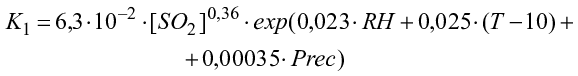 K₁ = 6,3·10⁻² ·[SO₂]⁰,³⁶ · exp(0,023· RH + 0,025· (T −10) +
+ 0,00035· Prec)